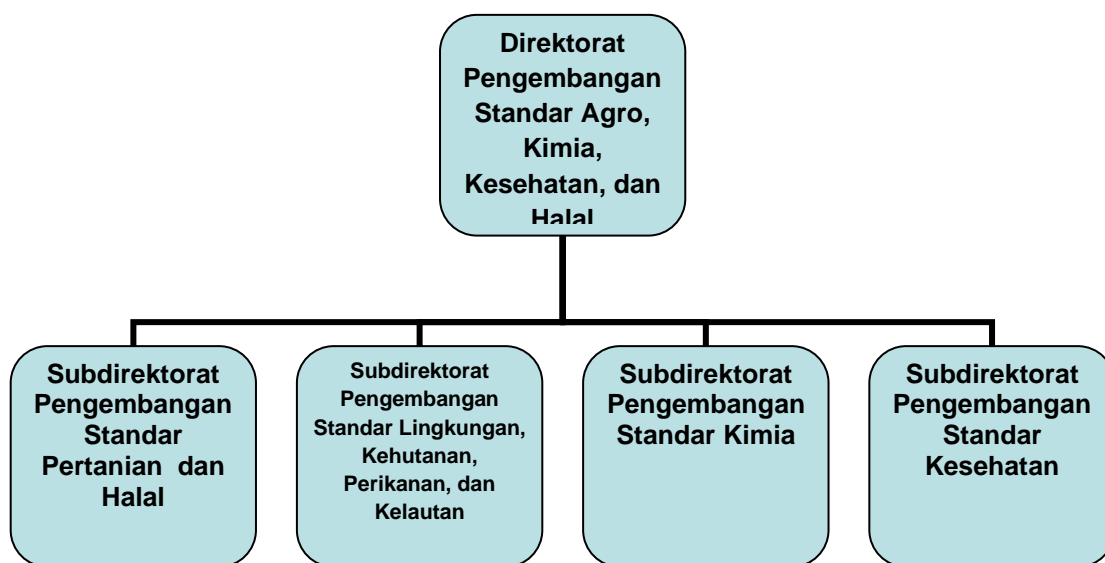 Direktorat
Pengembangan
Standar Agro,
Kimia,
Kesehatan, dan
Halal
Subdirektorat
Pengembangan
Standar
Pertanian dan
Halal
Subdirektorat
Pengembangan
Standar Lingkungan,
Kehutanan,
Perikanan, dan
Kelautan
Subdirektorat
Pengembangan
Standar Kimia
Subdirektorat
Pengembangan
Standar
Kesehatan